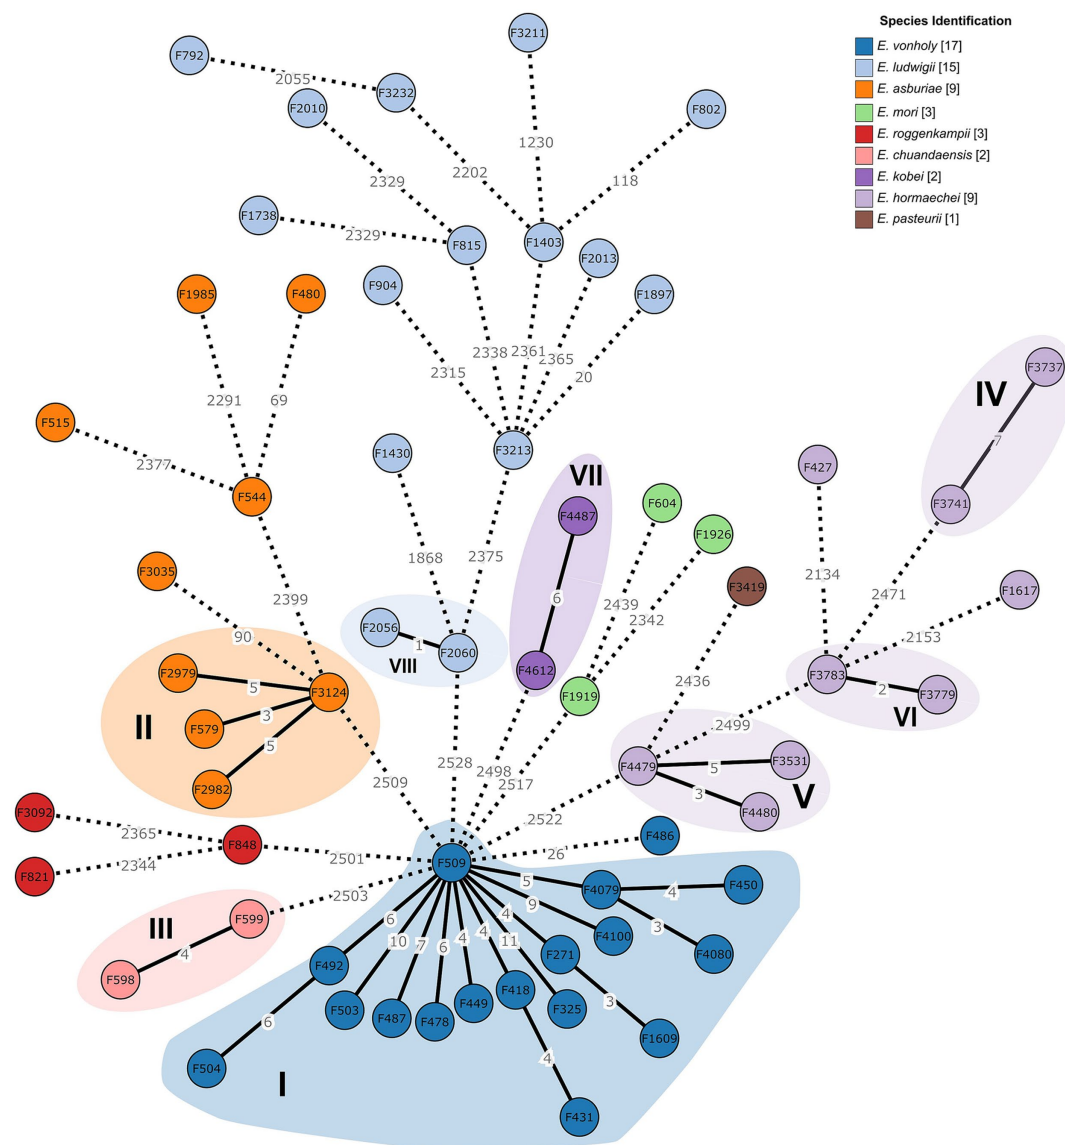 Species Identification
E. vonholy [17]
E. ludwigii [15]
E. asburiae [9]
E. mori [3]
E. roggenkampii [3]
E. chuandaensis [2]
E. kobei [2]
E. hormaechei [9]
E. pasteurii [1]
F3211
F792
2055
F3232
F2010
F802
1230
2202
118
2329
F1738
2329
F815
F1403
F2013
F904
F1897
F1985
F480
2338
2361
2365
2315
20
2291
69
F3737
IV
7
F515
2377
F3213
F1430
VII
F427
F544
F3741
F4487
F604
F1926
1868
2375
F3035
2399
2134
2471
F3419
F1617
6
2439
2342
90
F2056
1
VIII
F2060
2153
F2979
5
F3124
F4612
F1919
F3783
2
F3779
VI
2436
II
F579
3
5
2499
2509
2528
2498
2517
F4479
5
F3531
V
3
F4480
F2982
2522
F3092
2365
F848
2501
F486
26
F821
2344
F509
2503
5
F4079
4
F450
III
F599
6
4
9
F4100
3
F598
4
10
7
6
4
4
11
F4080
F492
F271
F503
F487
F478
F449
F418
F325
3
6
F1609
F504
4
I
F431